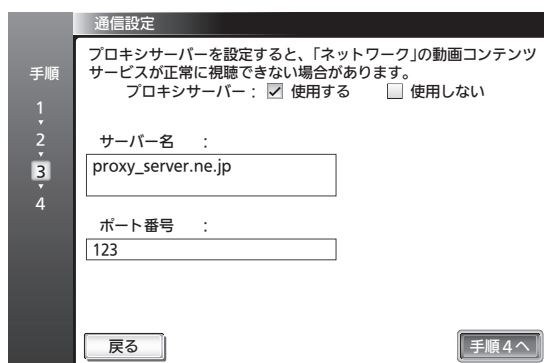 通信設定
手順
1
2
3
4
プロキシサーバーを設定すると、「ネットワーク」の動画コンテンツ
サービスが正常に視聴できない場合があります。
プロキシサーバー： 使用する 使用しない
サーバー名 ：
proxy_server.ne.jp
ポート番号 ：
123
戻る 手順４へ